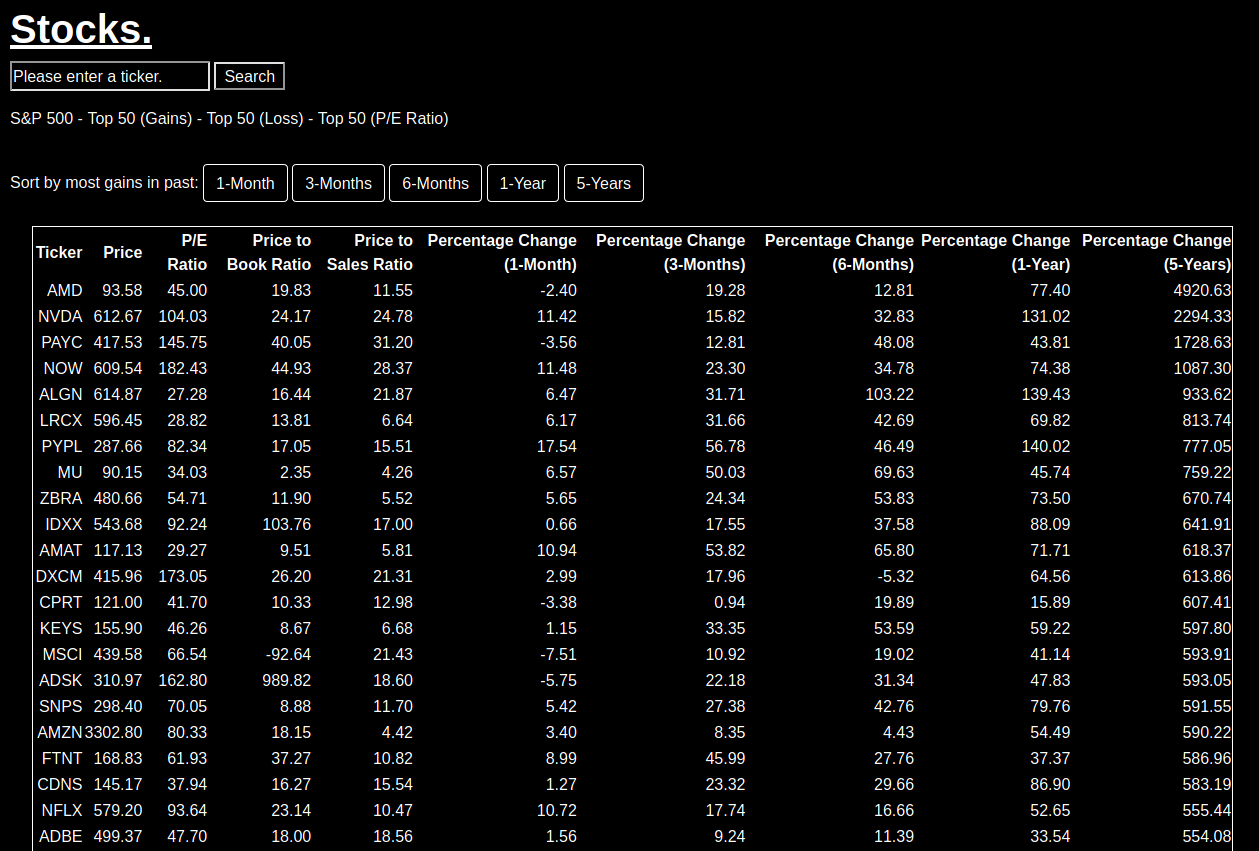 Stocks.
Please enter a ticker. Search
S&P 500 - Top 50 (Gains) - Top 50 (Loss) - Top 50 (P/E Ratio)
Sort by most gains in past: 1-Month 3-Months 6-Months 1-Year 5-Years
Ticker Price P/E Ratio Price to Book Ratio Price to Sales Ratio Percentage Change (1-Month) Percentage Change (3-Months) Percentage Change (6-Months) Percentage Change (1-Year) Percentage Change (5-Years)
AMD 93.58 45.00 19.83 11.55 -2.40 19.28 12.81 77.40 4920.63
NVDA 612.67 104.03 24.17 24.78 11.42 15.82 32.83 131.02 2294.33
PAYC 417.53 145.75 40.05 31.20 -3.56 12.81 48.08 43.81 1728.63
NOW 609.54 182.43 44.93 28.37 11.48 23.30 34.78 74.38 1087.30
ALGN 614.87 27.28 16.44 21.87 6.47 31.71 103.22 139.43 933.62
LRCX 596.45 28.82 13.81 6.64 6.17 31.66 42.69 69.82 813.74
PYPL 287.66 82.34 17.05 15.51 17.54 56.78 46.49 140.02 777.05
MU 90.15 34.03 2.35 4.26 6.57 50.03 69.63 45.74 759.22
ZBRA 480.66 54.71 11.90 5.52 5.65 24.34 53.83 73.50 670.74
IDXX 543.68 92.24 103.76 17.00 0.66 17.55 37.58 88.09 641.91
AMAT 117.13 29.27 9.51 5.81 10.94 53.82 65.80 71.71 618.37
DXCM 415.96 173.05 26.20 21.31 2.99 17.96 -5.32 64.56 613.86
CPRT 121.00 41.70 10.33 12.98 -3.38 0.94 19.89 15.89 607.41
KEYS 155.90 46.26 8.67 6.68 1.15 33.35 53.59 59.22 597.80
MSCI 439.58 66.54 -92.64 21.43 -7.51 10.92 19.02 41.14 593.91
ADSK 310.97 162.80 989.82 18.60 -5.75 22.18 31.34 47.83 593.05
SNPS 298.40 70.05 8.88 11.70 5.42 27.38 42.76 79.76 591.55
AMZN 3302.80 80.33 18.15 4.42 3.40 8.35 4.43 54.49 590.22
FTNT 168.83 61.93 37.27 10.82 8.99 45.99 27.76 37.37 586.96
CDNS 145.17 37.94 16.27 15.54 1.27 23.32 29.66 86.90 583.19
NFLX 579.20 93.64 23.14 10.47 10.72 17.74 16.66 52.65 555.44
ADBE 499.37 47.70 18.00 18.56 1.56 9.24 11.39 33.54 554.08